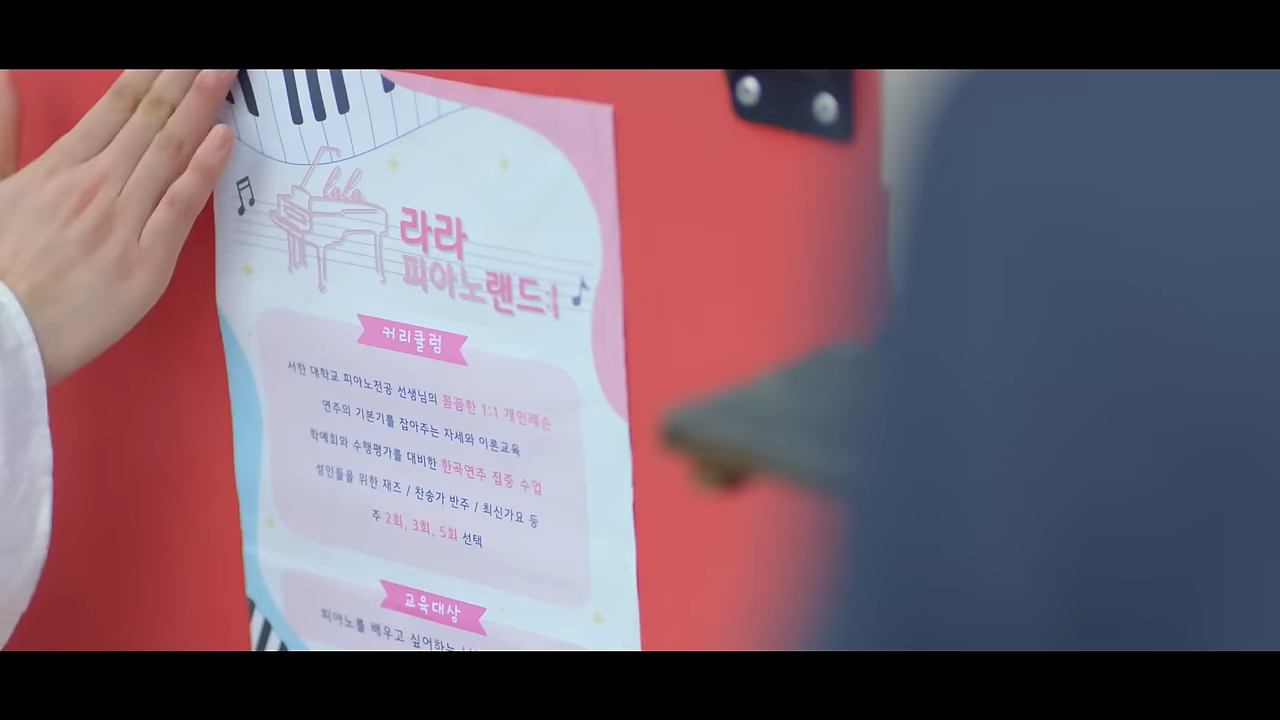 lala
라라
피아노랜드!
커리큘럼
서한 대학교 피아노전공 선생님의 꼼꼼한 1:1 개인레슨
연주의 기본기를 잡아주는 자세와 이론교육
학예회와 수행평가를 대비한 한곡연주 집중 수업
성인들을 위한 재즈 / 찬송가 반주 / 최신가요 등
주 2회, 3회, 5회 선택
교육대상
피아노를 배우고 싶어하는